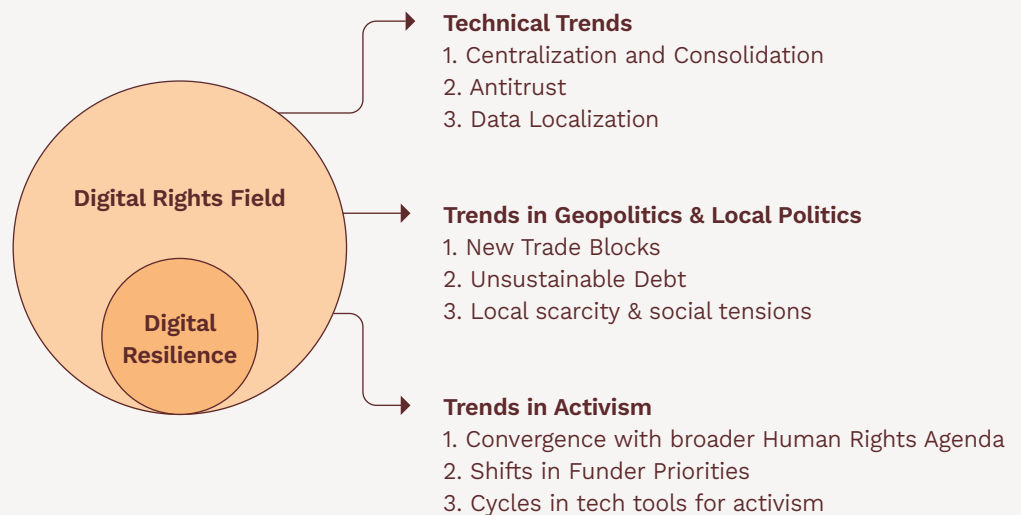 Technical Trends
1. Centralization and Consolidation
2. Antitrust
3. Data Localization
Digital Rights Field
Trends in Geopolitics & Local Politics
1. New Trade Blocks
2. Unsustainable Debt
3. Local scarcity & social tensions
Digital
Resilience
Trends in Activism
1. Convergence with broader Human Rights Agenda
2. Shifts in Funder Priorities
3. Cycles in tech tools for activism